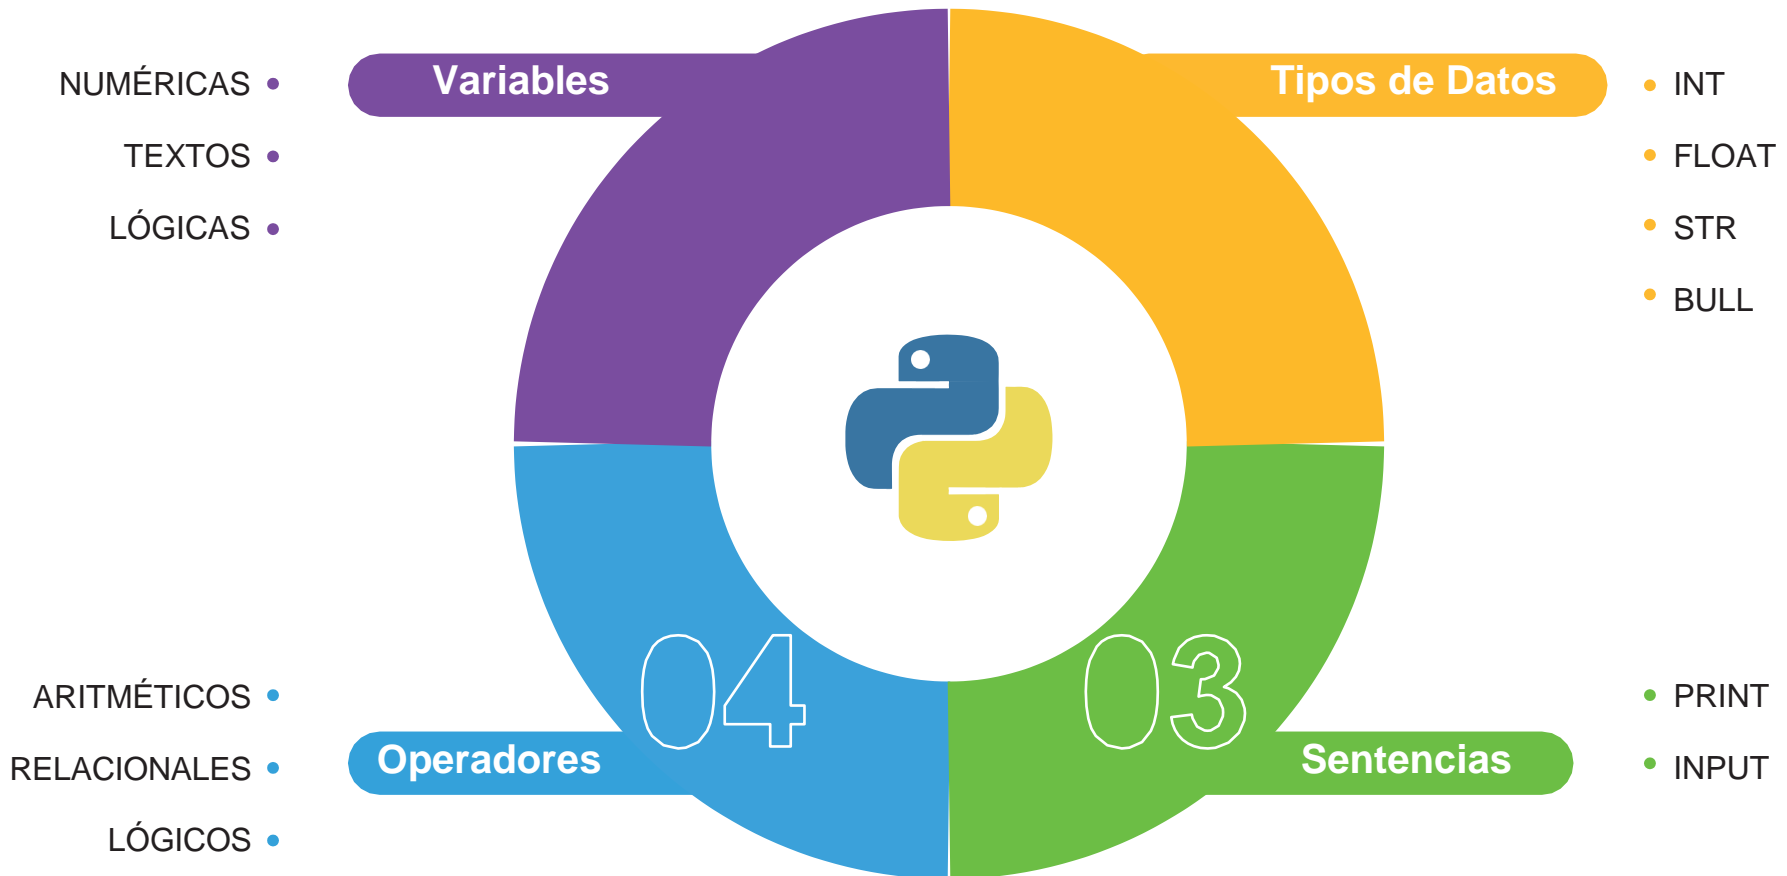 Variables
NUMÉRICAS
TEXTOS
LÓGICAS
Tipos de Datos
INT
FLOAT
STR
BULL
04
Operadores
ARITMÉTICOS
RELACIONALES
LÓGICOS
03
Sentencias
PRINT
INPUT